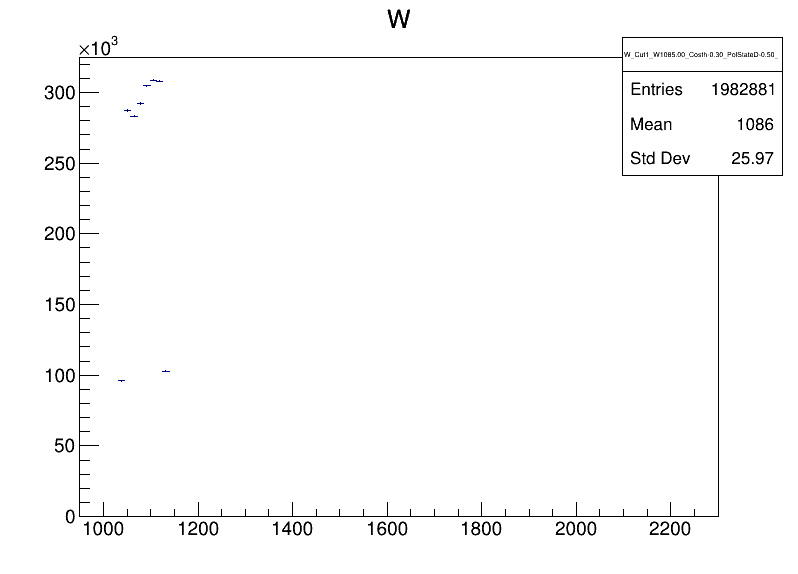 W
×10³
W_Cut1_W1085.00_Costh-0.30_PolStateD-0.50_
Entries 1982881
Mean 1086
Std Dev 25.97
300
250
200
150
100
50
0
1000 1200 1400 1600 1800 2000 2200